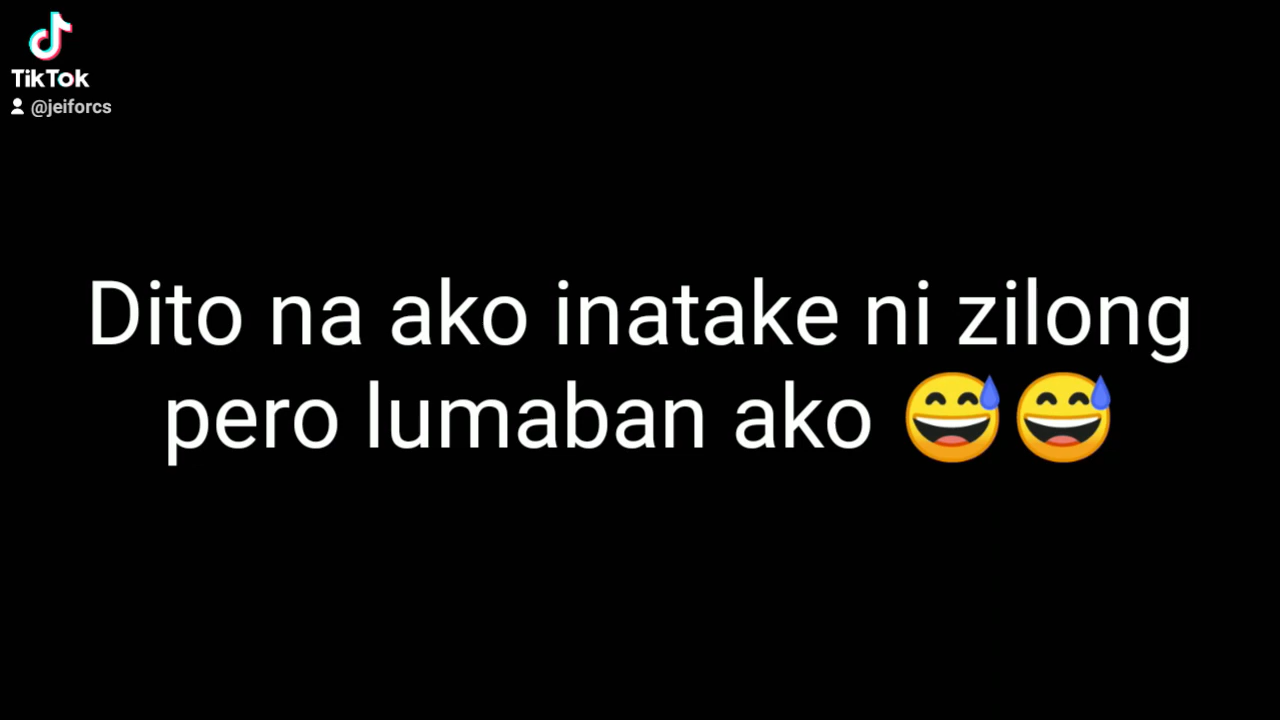 TikTok
@jeiforcs
Dito na ako inatake ni zilong
pero lumaban ako 😅😅